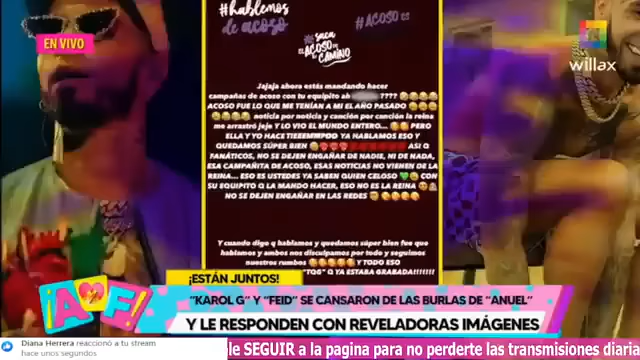 EN VIVO
#hablemos
de acoso
#ACOSO ES
saca
EL ACOSO DE TU
CAMINO
willax
Jajaja ahora estás mandando hacer
campañas de acoso con tu equipito ah ????
ACOSO FUE LO QUE ME TENÍAN A MI EL AÑO PASADO
noticia por noticia y canción por canción la reina
me arrastró jeje Y LO VIO EL MUNDO ENTERO... PERO
ELLA Y YO HACE TIEEMMPOO YA HABLAMOS ESO Y
QUEDAMOS SÚPER BIEN ASI Q
FANÁTICOS, NO SE DEJEN ENGAÑAR DE NADIE, NI DE NADA,
ESA CAMPAÑITA DE ACOSO, ESAS NOTICIAS NO VIENEN DE LA
REINA... ESO ES USTEDES YA SABEN QUIEN CELOSO CON
SU EQUIPITO Q LA MANDO HACER, ESO NO ES LA REINA
NO SE DEJEN ENGAÑAR EN LAS REDES
Y cuando digo q hablamos y quedamos súper bien fue que
hablamos y ambos nos disculpamos por todo y seguimos
nuestros rumbos Y TODO ESO
"TQG" Q YA ESTABA GRABADA!!!!!!!
¡ESTÁN JUNTOS!
¡A F!
"KAROL G" Y "FEID" SE CANSARON DE LAS BURLAS DE "ANUEL"
Y LE RESPONDEN CON REVELADORAS IMÁGENES
Diana Herrera reaccionó a tu stream
hace unos segundos
le SEGUIR a la pagina para no perderte las transmisiones diaria